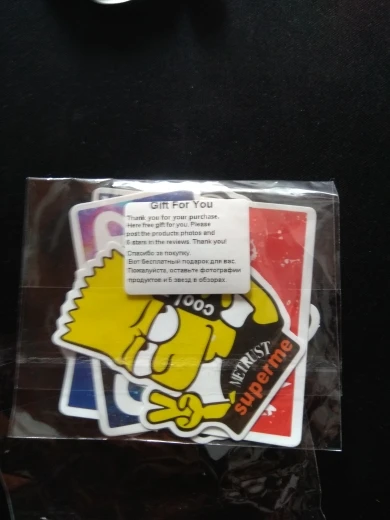 Gift For You
Thank you for your purchase.
Here free gift for you. Please
post the products photos and
5-stars in the reviews. Thank you!
Спасибо за покупку.
Вот бесплатный подарок для вас.
Пожалуйста, оставьте фотографии
продуктов и 5 звезд в обзорах.
COOL
supereme